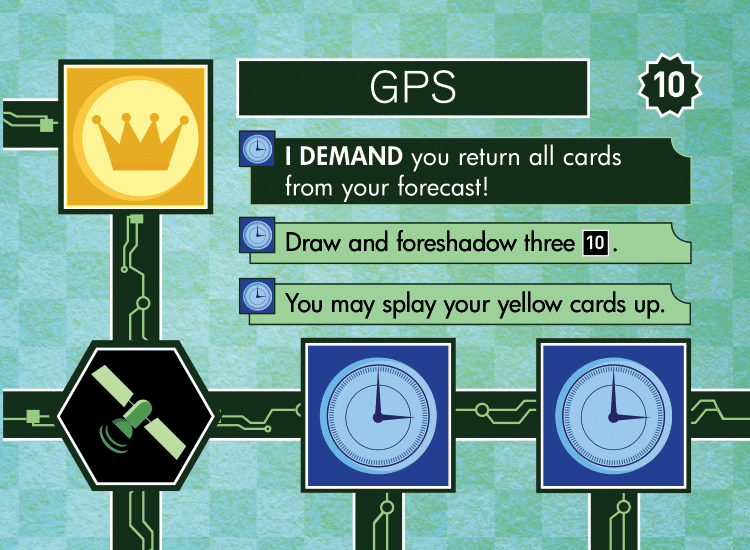 GPS
10
I DEMAND you return all cards
from your forecast!
Draw and foreshadow three 10.
You may splay your yellow cards up.